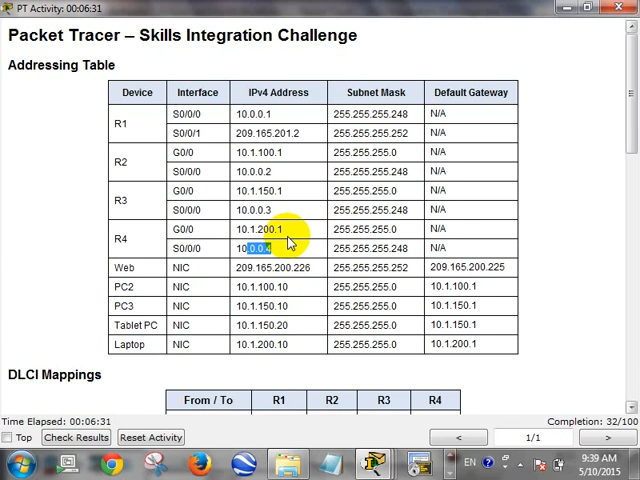 PT Activity: 00:06:31
Packet Tracer – Skills Integration Challenge
Addressing Table
Device Interface IPv4 Address Subnet Mask Default Gateway
R1 S0/0/0 10.0.0.1 255.255.255.248 N/A
S0/0/1 209.165.201.2 255.255.255.252 N/A
R2 G0/0 10.1.100.1 255.255.255.0 N/A
S0/0/0 10.0.0.2 255.255.255.248 N/A
R3 G0/0 10.1.150.1 255.255.255.0 N/A
S0/0/0 10.0.0.3 255.255.255.248 N/A
R4 G0/0 10.1.200.1 255.255.255.0 N/A
S0/0/0 10.0.0.4 255.255.255.248 N/A
Web NIC 209.165.200.226 255.255.255.252 209.165.200.225
PC2 NIC 10.1.100.10 255.255.255.0 10.1.100.1
PC3 NIC 10.1.150.10 255.255.255.0 10.1.150.1
Tablet PC NIC 10.1.150.20 255.255.255.0 10.1.150.1
Laptop NIC 10.1.200.10 255.255.255.0 10.1.200.1
DLCI Mappings
From / To R1 R2 R3 R4
Time Elapsed: 00:06:31 Completion: 32/100
Top Check Results Reset Activity < 1/1 >
EN 9:39 AM
5/10/2015